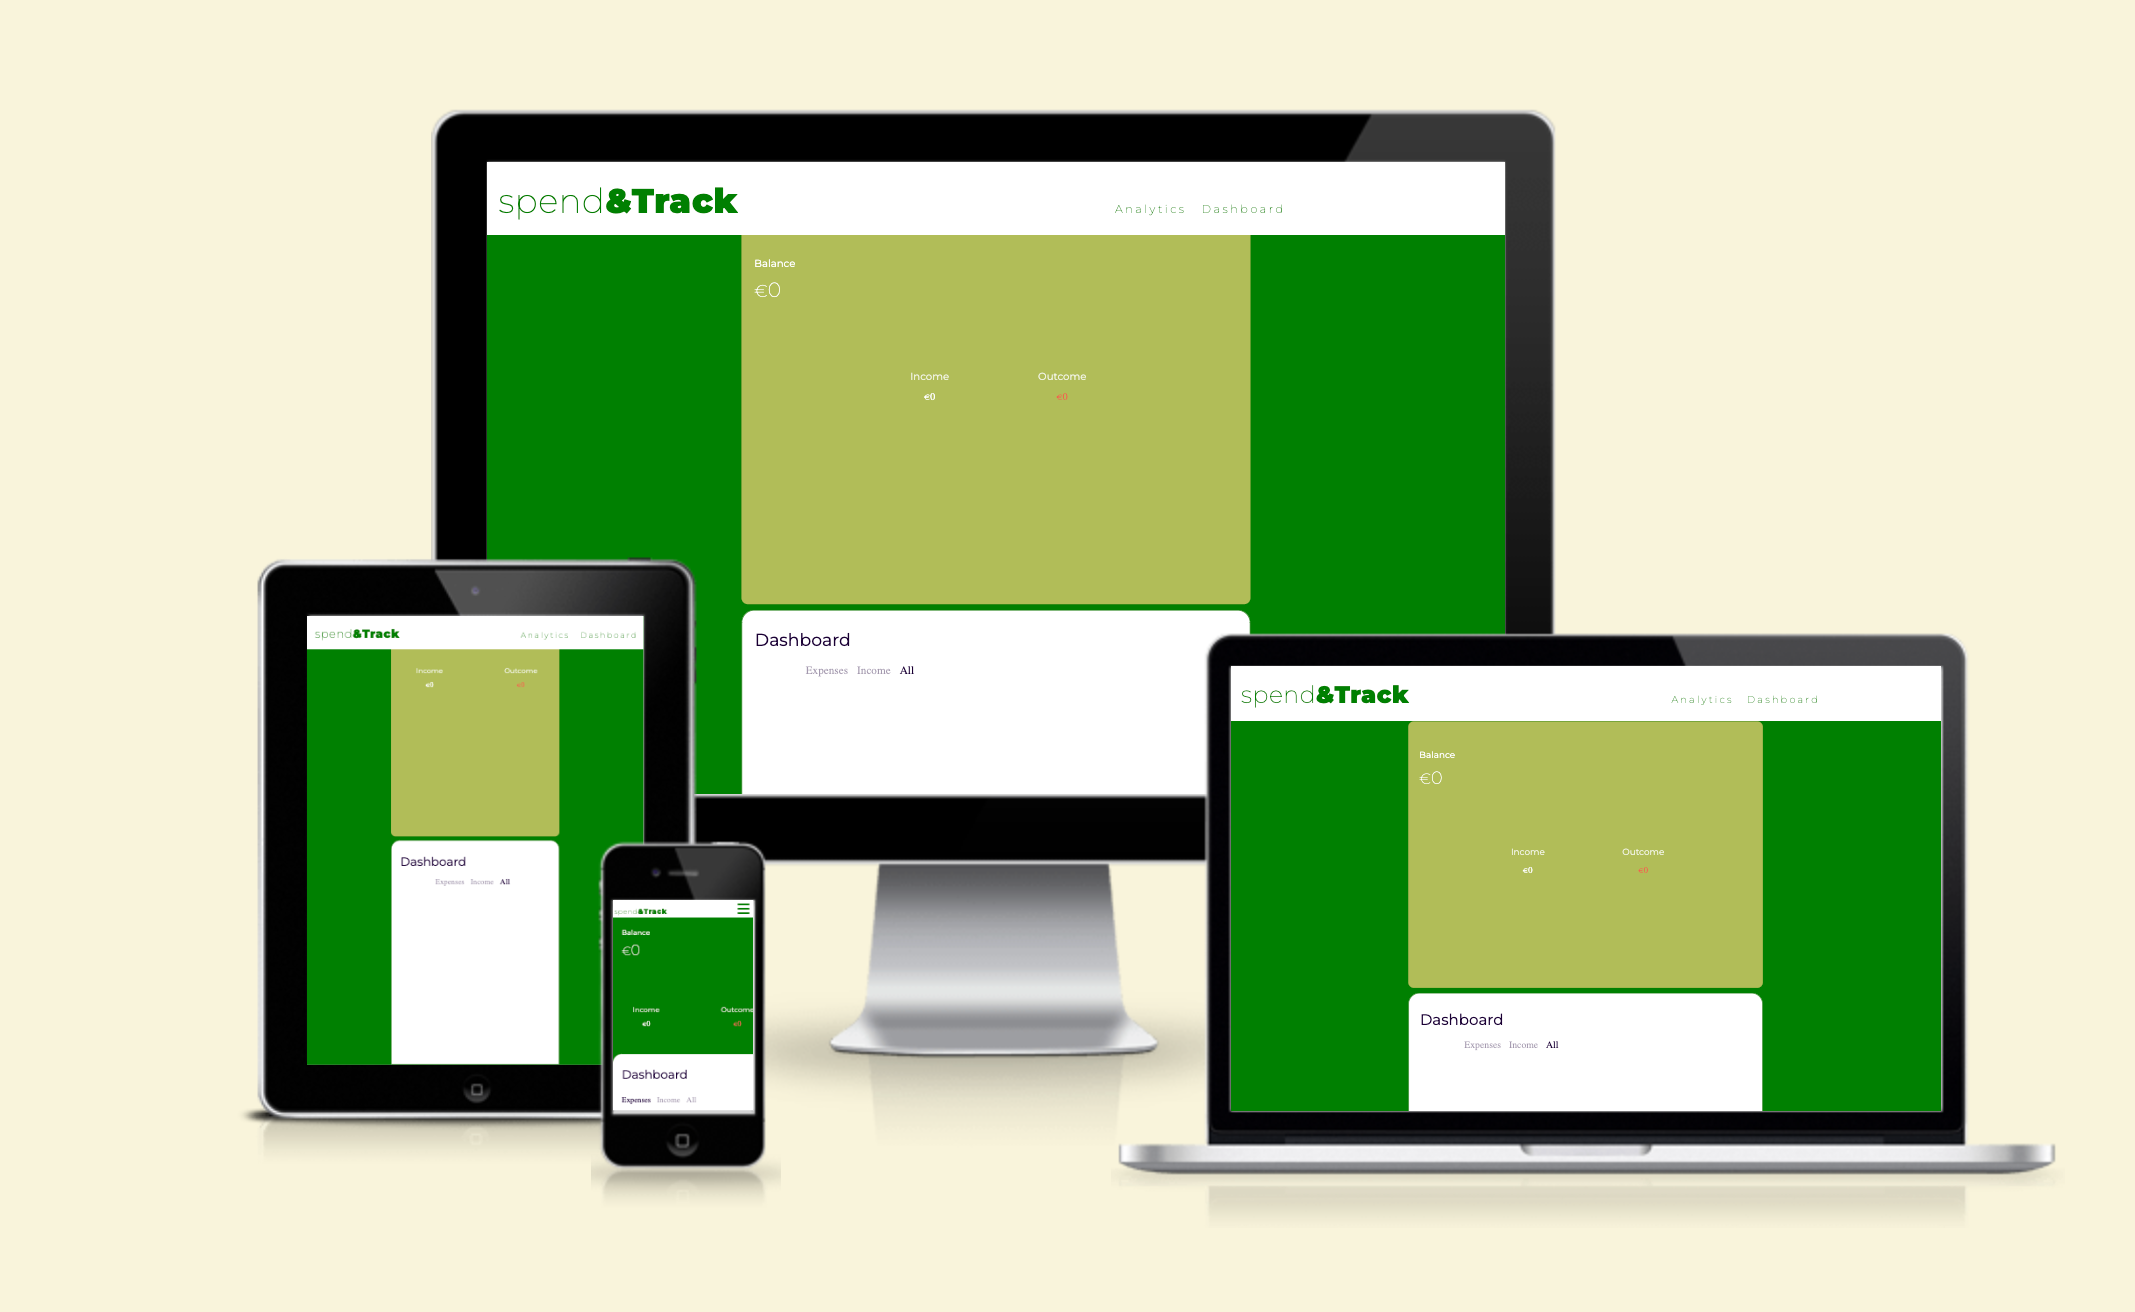 spend&Track
Analytics Dashboard
Balance
€0
Income Outcome
€0 €0
Dashboard
Expenses Income All
spend&Track
Analytics Dashboard
Income Outcome
€0 €0
Dashboard
Expenses Income All
spend&Track
Balance
€0
Income Outcome
€0 €0
Dashboard
Expenses Income All
spend&Track
Analytics Dashboard
Balance
€0
Income Outcome
€0 €0
Dashboard
Expenses Income All